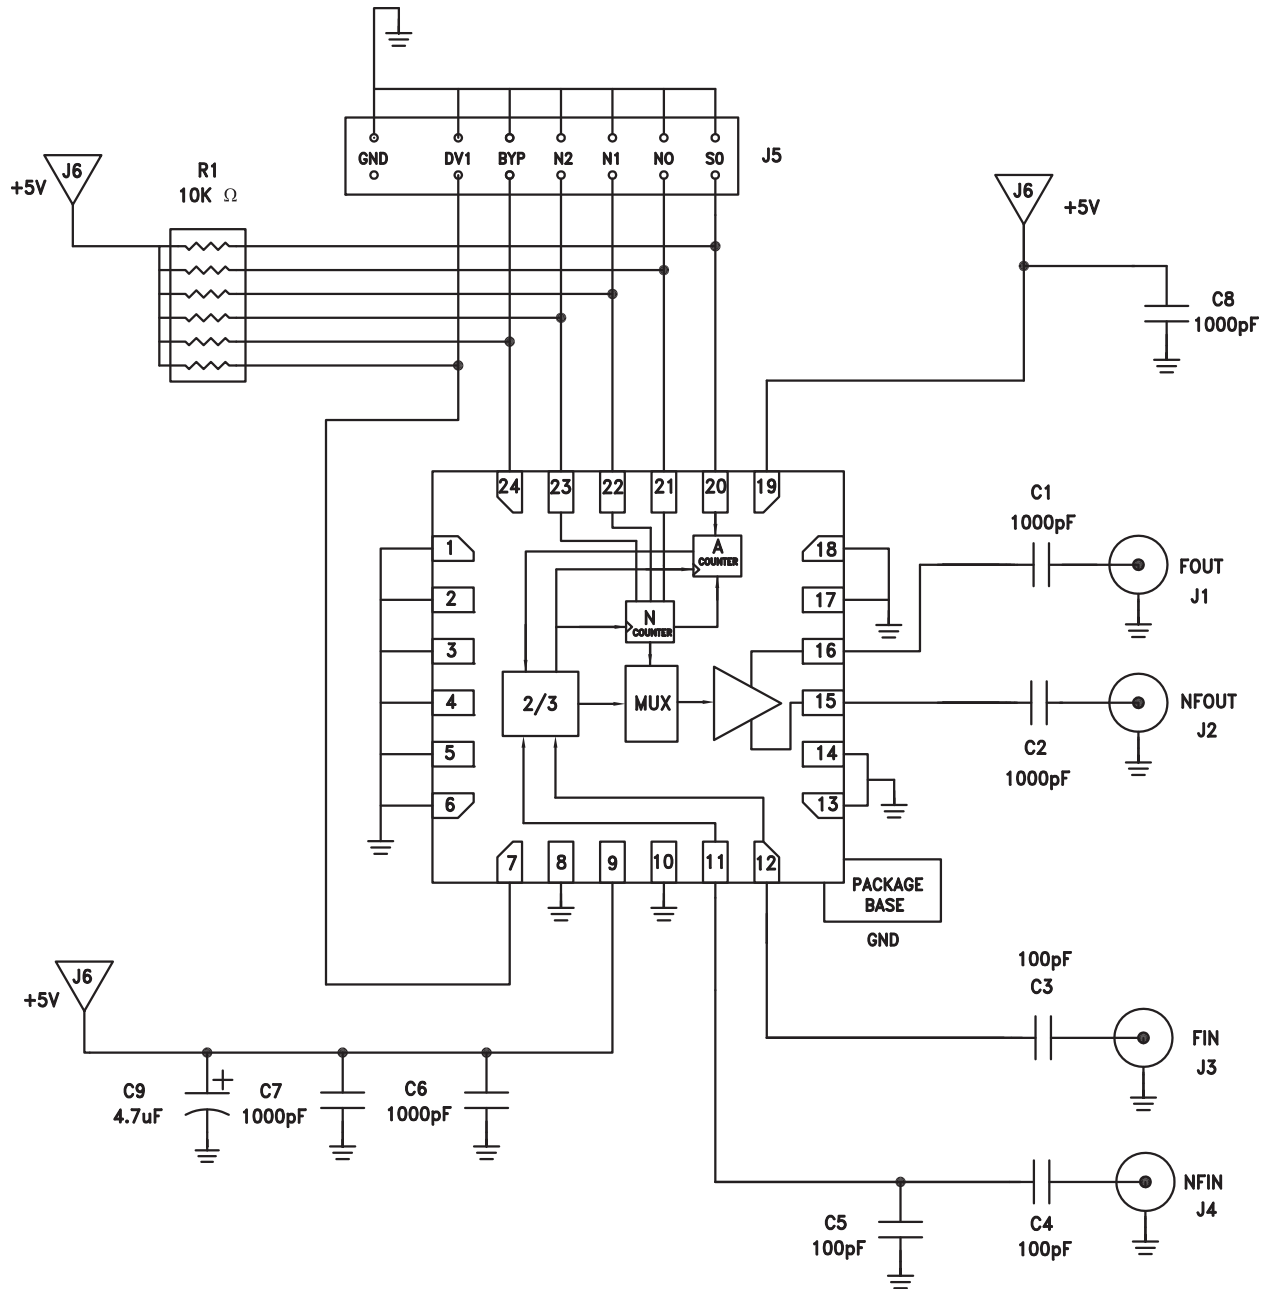 GND DV1 BYP N2 N1 N0 S0
J5
J6
+5V
R1
10K Ω
J6
+5V
C8
1000pF
24 23 22 21 20 19
C1
1000pF
FOUT
J1
1
2
3
4
5
6
A
COUNTER
N
COUNTER
2/3
MUX
18
17
16
15
14
13
NFOUT
J2
C2
1000pF
7 8 9 10 11 12
PACKAGE
BASE
GND
J6
+5V
C9
4.7uF
+
C7
1000pF
C6
1000pF
100pF
C3
FIN
J3
NFIN
J4
C5
100pF
C4
100pF